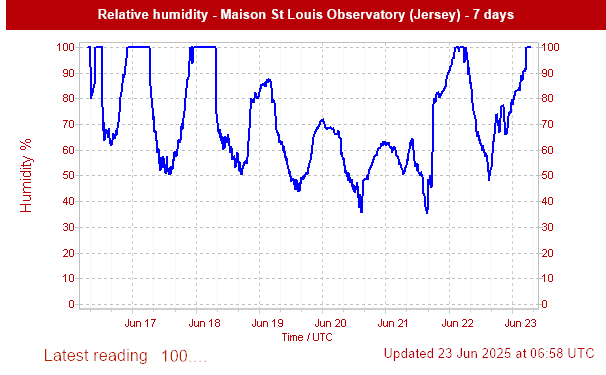 Relative humidity - Maison St Louis Observatory (Jersey) - 7 days
100 100
90 90
80 80
70 70
60 60
50 50
40 40
30 30
20 20
10 10
0 0
Humidity %
Jun 17 Jun 18 Jun 19 Jun 20 Jun 21 Jun 22 Jun 23
Time / UTC
Latest reading 100....
Updated 23 Jun 2025 at 06:58 UTC